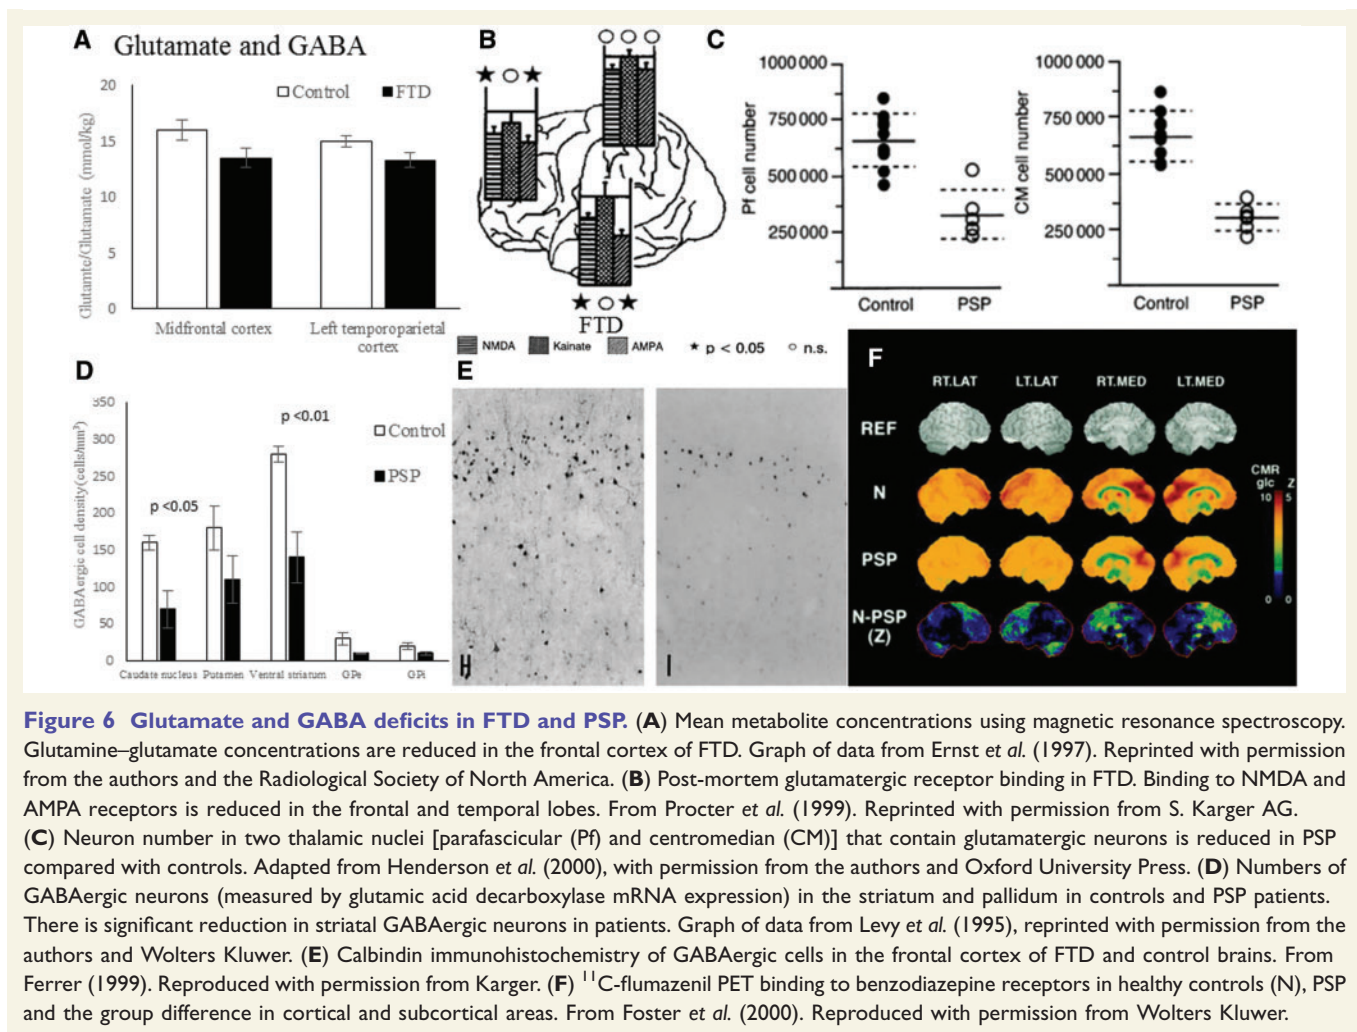 A Glutamate and GABA
20
15
10
5
0
Glutamte/Glutamate (mmol/kg)
Control FTD
Midfrontal cortex
Left temporoparietal
cortex
B
FTD
NMDA Kainate AMPA ★ p < 0.05 ○ n.s.
C
1000 000
750 000
500 000
250 000
Pf cell number
Control PSP
1000 000
750 000
500 000
250 000
CM cell number
Control PSP
D
350
300
250
200
150
100
50
0
GABAergic cell density(cells/mm³)
p <0.05
p <0.01
Control
PSP
Caudate nucleus Putamen Ventral striatum GPe GPi
E
H
I
F
RT.LAT LT.LAT RT.MED LT.MED
REF
N
PSP
N-PSP
(Z)
CMR
glc Z
10 5
0 0
Figure 6 Glutamate and GABA deficits in FTD and PSP. (A) Mean metabolite concentrations using magnetic resonance spectroscopy.
Glutamine–glutamate concentrations are reduced in the frontal cortex of FTD. Graph of data from Ernst et al. (1997). Reprinted with permission
from the authors and the Radiological Society of North America. (B) Post-mortem glutamatergic receptor binding in FTD. Binding to NMDA and
AMPA receptors is reduced in the frontal and temporal lobes. From Procter et al. (1999). Reprinted with permission from S. Karger AG.
(C) Neuron number in two thalamic nuclei [parafascicular (Pf) and centromedian (CM)] that contain glutamatergic neurons is reduced in PSP
compared with controls. Adapted from Henderson et al. (2000), with permission from the authors and Oxford University Press. (D) Numbers of
GABAergic neurons (measured by glutamic acid decarboxylase mRNA expression) in the striatum and pallidum in controls and PSP patients.
There is significant reduction in striatal GABAergic neurons in patients. Graph of data from Levy et al. (1995), reprinted with permission from the
authors and Wolters Kluwer. (E) Calbindin immunohistochemistry of GABAergic cells in the frontal cortex of FTD and control brains. From
Ferrer (1999). Reproduced with permission from Karger. (F) ¹¹C-flumazenil PET binding to benzodiazepine receptors in healthy controls (N), PSP
and the group difference in cortical and subcortical areas. From Foster et al. (2000). Reproduced with permission from Wolters Kluwer.